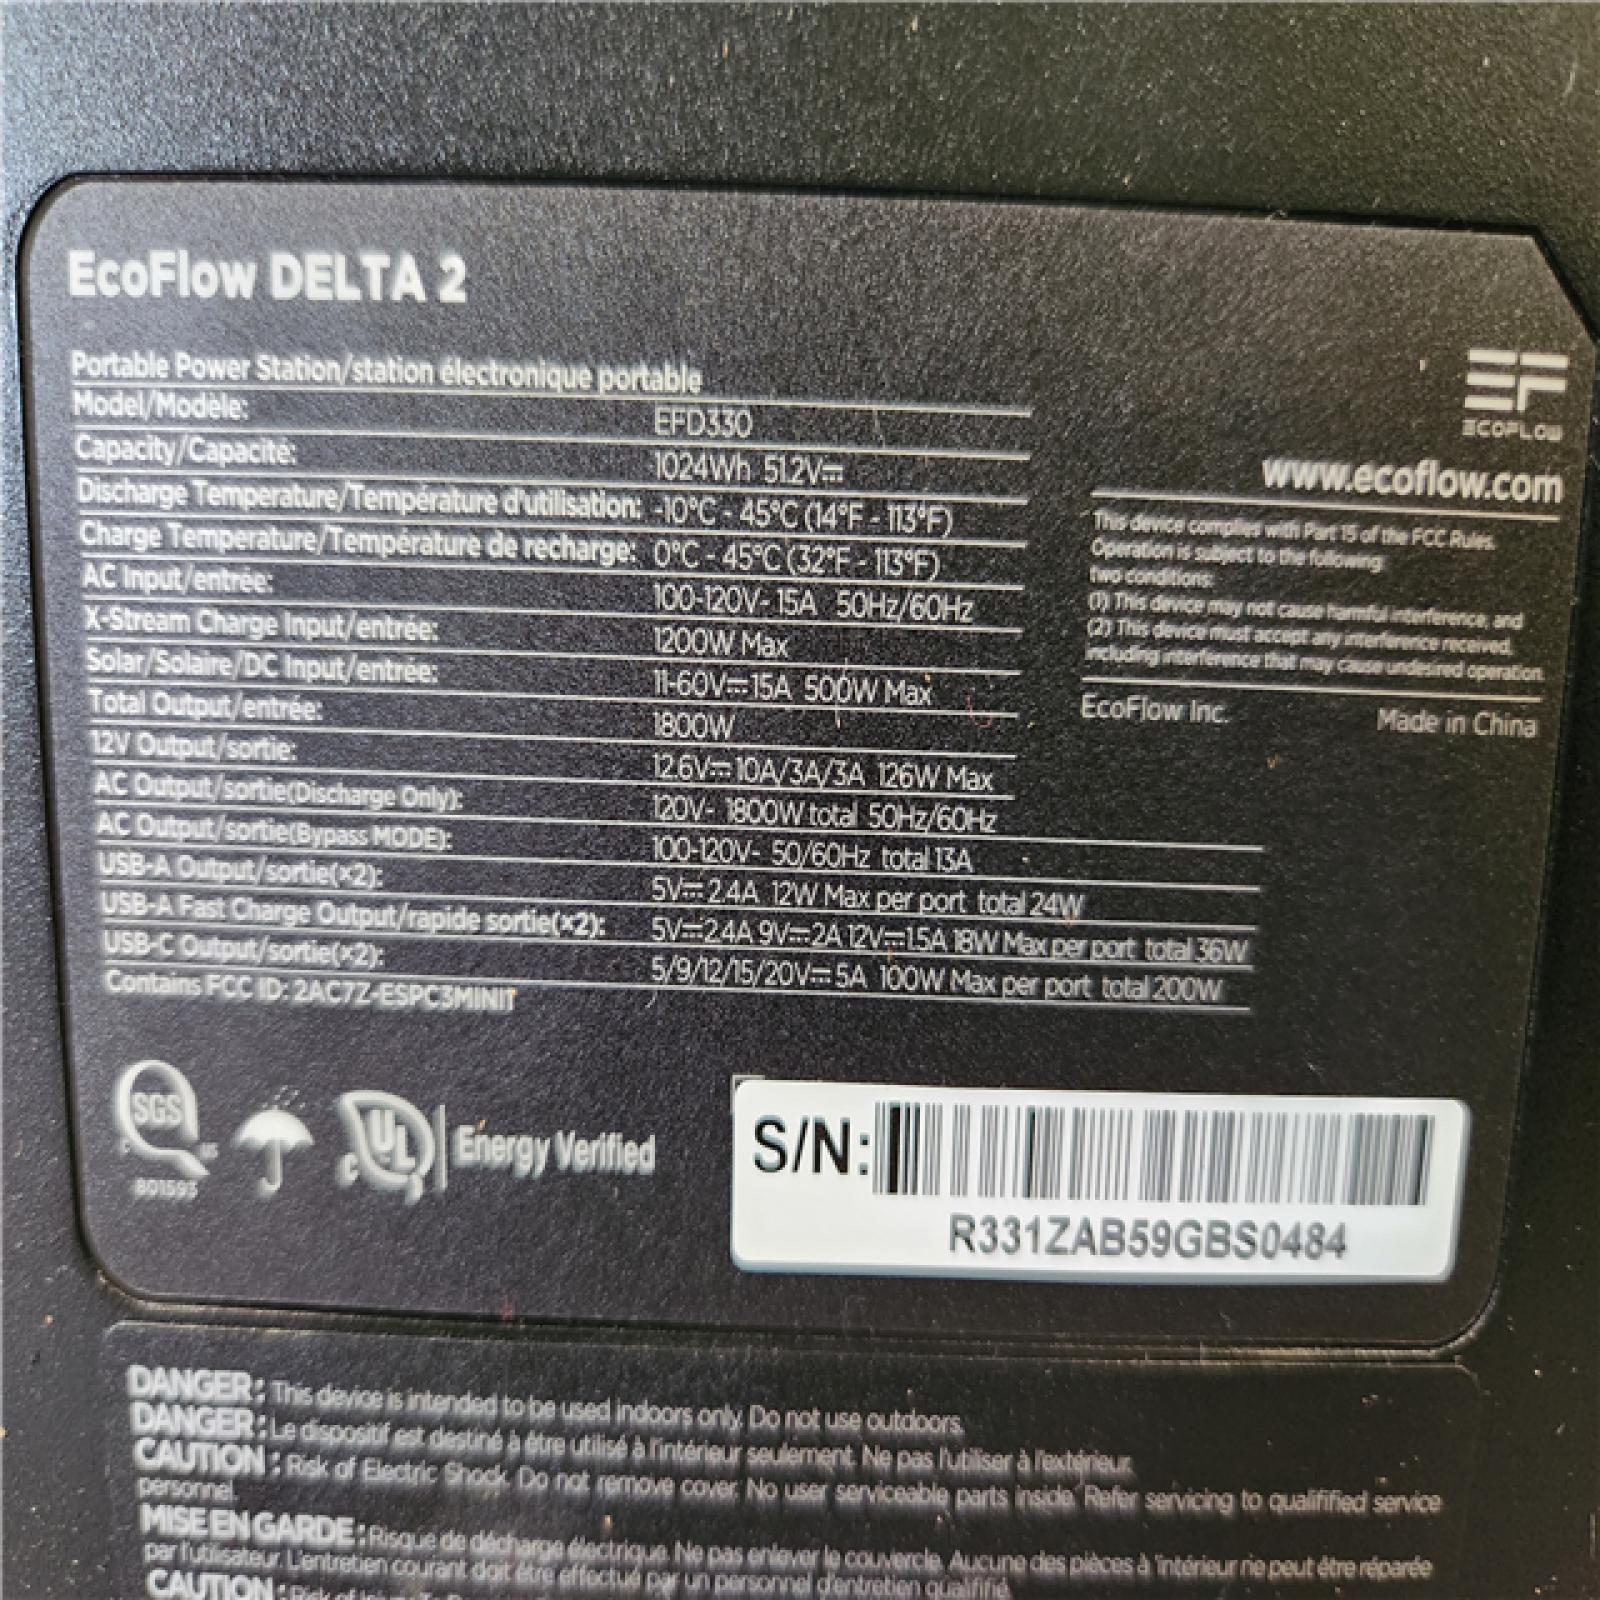 EcoFlow DELTA 2
Portable Power Station/station électronique portable
Model/Modèle: EFD330
Capacity/Capacité: 1024Wh 51.2V⎓
Discharge Temperature/Température d'utilisation: -10°C - 45°C (14°F - 113°F)
Charge Temperature/Température de recharge: 0°C - 45°C (32°F - 113°F)
AC Input/entrée: 100-120V~ 15A 50Hz/60Hz
X-Stream Charge Input/entrée: 1200W Max
Solar/Solaire/DC Input/entrée: 11-60V⎓15A 500W Max
Total Output/entrée: 1800W
12V Output/sortie: 12.6V⎓10A/3A/3A 126W Max
AC Output/sortie(Discharge Only): 120V~ 1800W total 50Hz/60Hz
AC Output/sortie(Bypass MODE): 100-120V~ 50/60Hz total 13A
USB-A Output/sortie(×2): 5V⎓2.4A 12W Max per port total 24W
USB-A Fast Charge Output/rapide sortie(×2): 5V⎓2.4A 9V⎓2A 12V⎓1.5A 18W Max per port total 36W
USB-C Output/sortie(×2): 5/9/12/15/20V⎓5A 100W Max per port total 200W
Contains FCC ID: 2AC7Z-ESPC3MINIT
EF
ECOFLOW
www.ecoflow.com
This device complies with Part 15 of the FCC Rules.
Operation is subject to the following
two conditions:
(1) This device may not cause harmful interference, and
(2) This device must accept any interference received,
including interference that may cause undesired operation.
EcoFlow Inc. Made in China
SGS
C US
801593
C UL Energy Verified
S/N:
R331ZAB59GBS0484
DANGER: This device is intended to be used indoors only. Do not use outdoors.
DANGER: Le dispositif est destiné à être utilisé à l'intérieur seulement. Ne pas l'utiliser à l'extérieur.
CAUTION: Risk of Electric Shock. Do not remove cover. No user serviceable parts inside. Refer servicing to qualifified service
personnel.
MISE EN GARDE: Risque de décharge électrique. Ne pas enlever le couvercle. Aucune des pièces à l'intérieur ne peut être réparée
par l'utilisateur. L'entretien courant doit être effectué par un personnel d'entretien qualifié.
CAUTION: Risk of Injury To